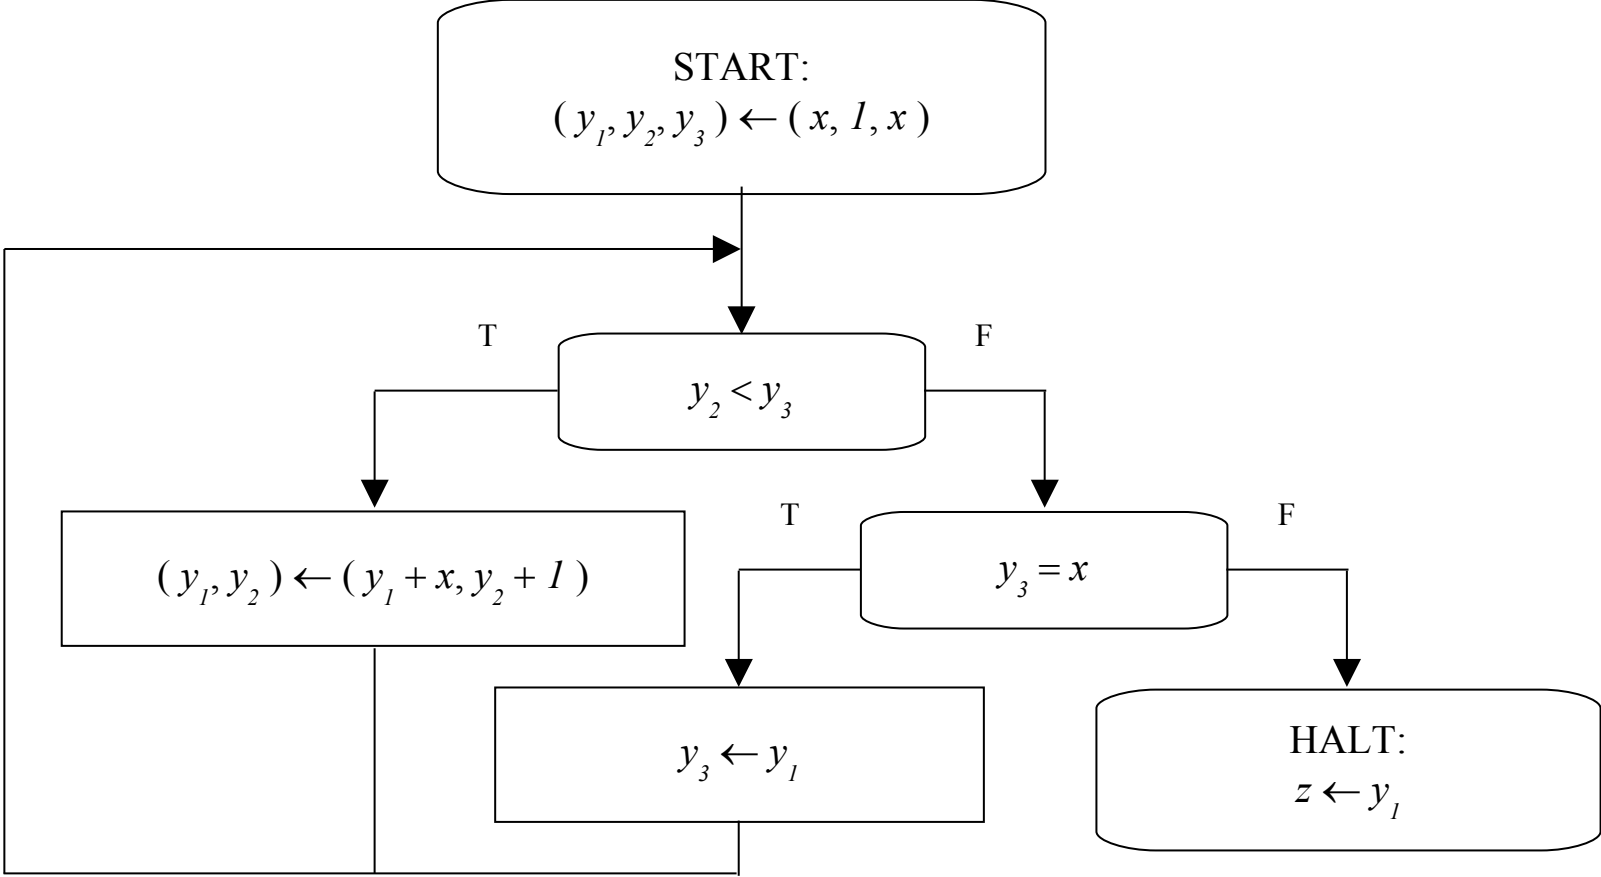 START:
( y₁, y₂, y₃ ) ← ( x, 1, x )
T
F
y₂ < y₃
T
F
( y₁, y₂ ) ← ( y₁ + x, y₂ + 1 )
y₃ = x
y₃ ← y₁
HALT:
z ← y₁